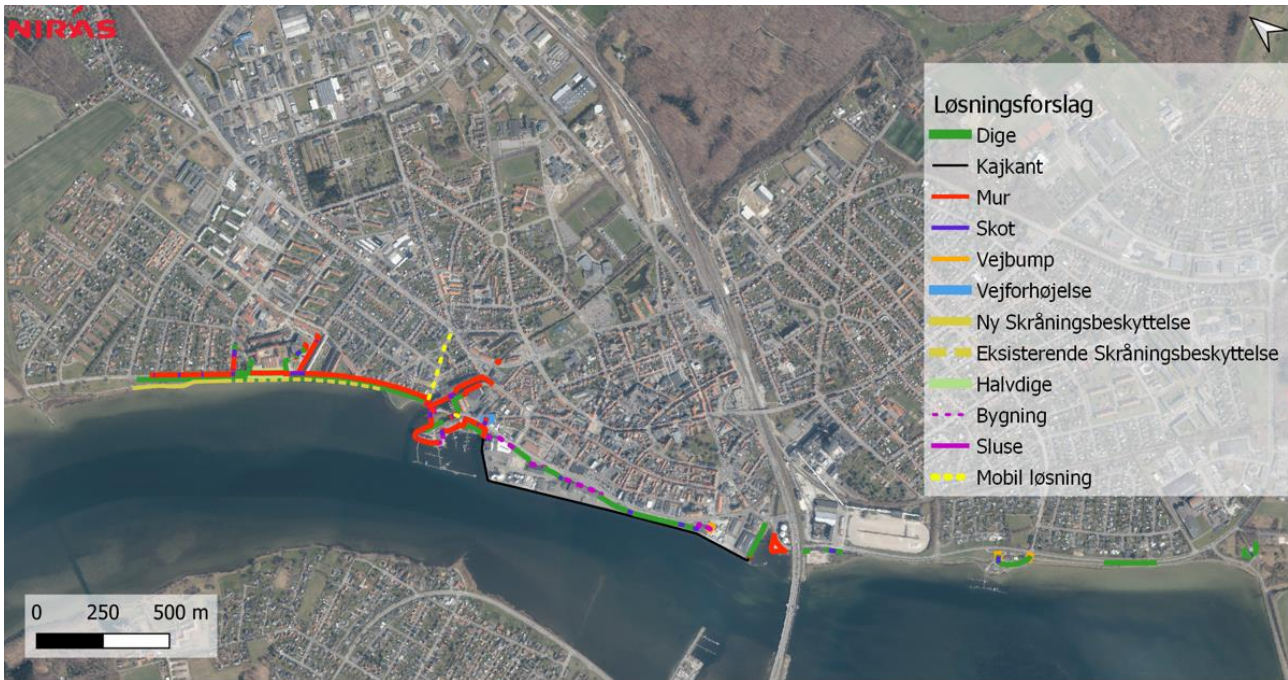 NIRAS
Løsningsforslag
Dige
Kajkant
Mur
Skot
Vejbump
Vejforhøjelse
Ny Skråningsbeskyttelse
Eksisterende Skråningsbeskyttelse
Halvdige
Bygning
Sluse
Mobil løsning
0 250 500 m